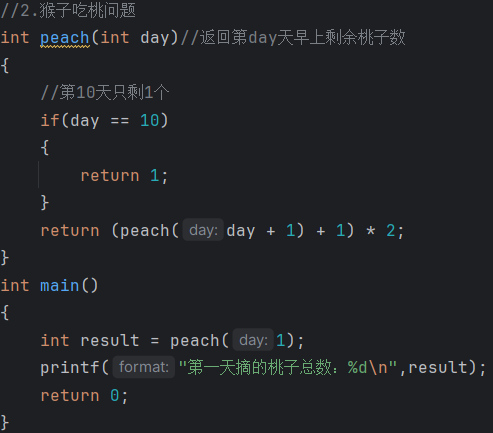 //2.猴子吃桃问题
int peach(int day)//返回第day天早上剩余桃子数
{
//第10天只剩1个
if(day == 10)
{
return 1;
}
return (peach( day: day + 1) + 1) * 2;
}
int main()
{
int result = peach( day: 1);
printf( format: "第一天摘的桃子总数：%d\n",result);
return 0;
}